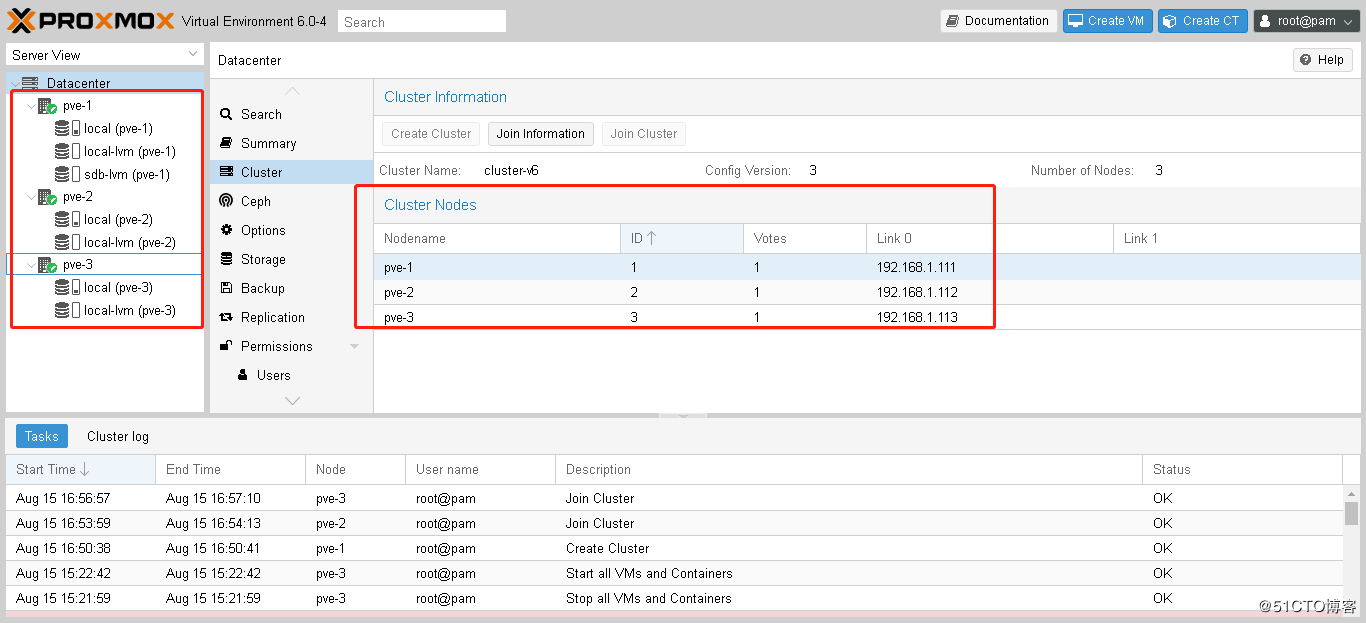 PROXMOX Virtual Environment 6.0-4 Search Documentation Create VM Create CT root@pam
Server View
Datacenter
pve-1
local (pve-1)
local-lvm (pve-1)
sdb-lvm (pve-1)
pve-2
local (pve-2)
local-lvm (pve-2)
pve-3
local (pve-3)
local-lvm (pve-3)
Datacenter Help
Search
Summary
Cluster
Ceph
Options
Storage
Backup
Replication
Permissions
Users
Cluster Information
Create Cluster Join Information Join Cluster
Cluster Name: cluster-v6 Config Version: 3 Number of Nodes: 3
Cluster Nodes
Nodename ID Votes Link 0 Link 1
pve-1 1 1 192.168.1.111
pve-2 2 1 192.168.1.112
pve-3 3 1 192.168.1.113
Tasks Cluster log
Start Time End Time Node User name Description Status
Aug 15 16:56:57 Aug 15 16:57:10 pve-3 root@pam Join Cluster OK
Aug 15 16:53:59 Aug 15 16:54:13 pve-2 root@pam Join Cluster OK
Aug 15 16:50:38 Aug 15 16:50:41 pve-1 root@pam Create Cluster OK
Aug 15 15:22:42 Aug 15 15:22:42 pve-3 root@pam Start all VMs and Containers OK
Aug 15 15:21:59 Aug 15 15:21:59 pve-3 root@pam Stop all VMs and Containers OK
@51CTO博客